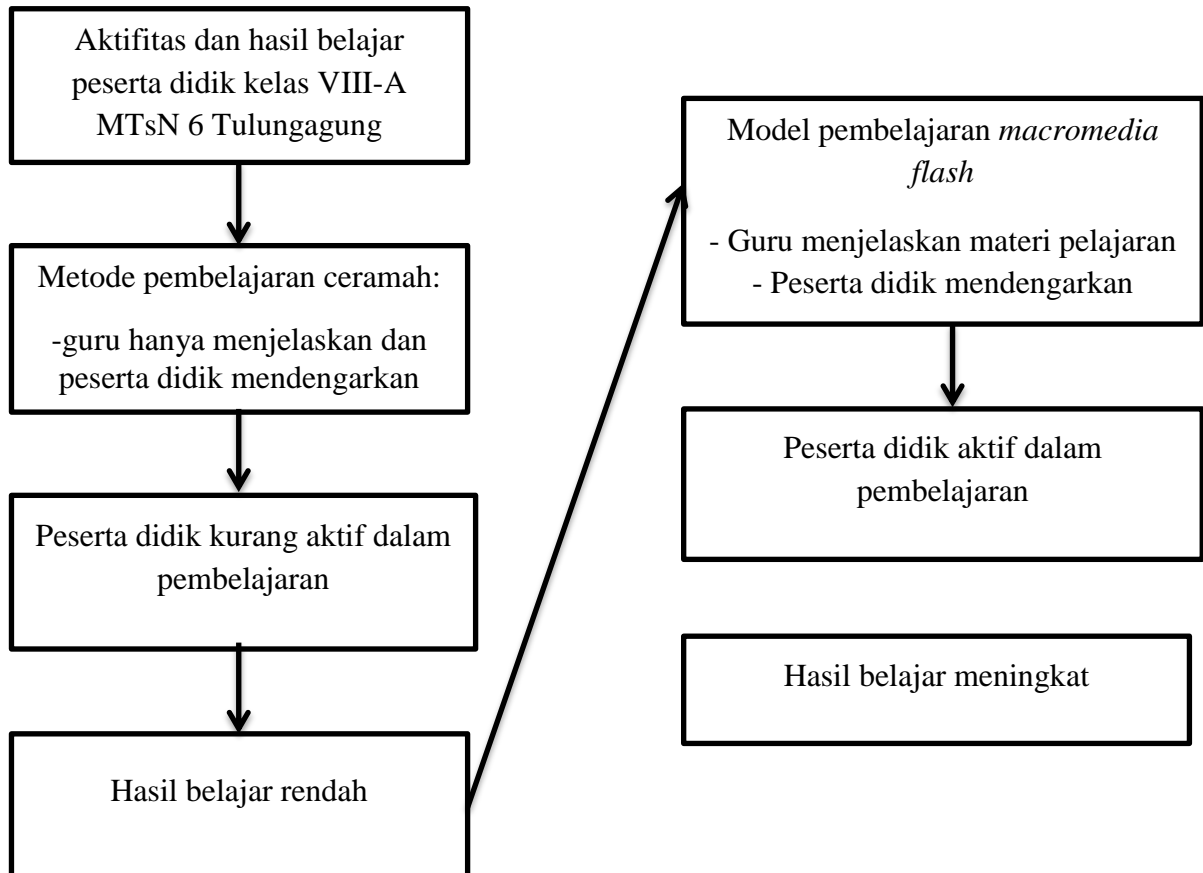 Aktifitas dan hasil belajar
peserta didik kelas VIII-A
MTsN 6 Tulungagung
Metode pembelajaran ceramah:
-guru hanya menjelaskan dan
peserta didik mendengarkan
Peserta didik kurang aktif dalam
pembelajaran
Hasil belajar rendah
Model pembelajaran macromedia
flash
- Guru menjelaskan materi pelajaran
- Peserta didik mendengarkan
Peserta didik aktif dalam
pembelajaran
Hasil belajar meningkat